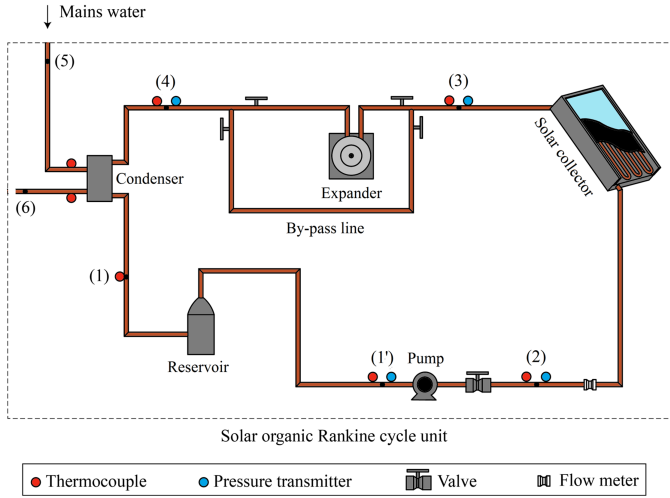 Mains water
(5)
(4)
(3)
Solar collector
Condenser
Expander
(6)
By-pass line
(1)
Reservoir
(1')
Pump
(2)
Solar organic Rankine cycle unit
Thermocouple
Pressure transmitter
Valve
Flow meter